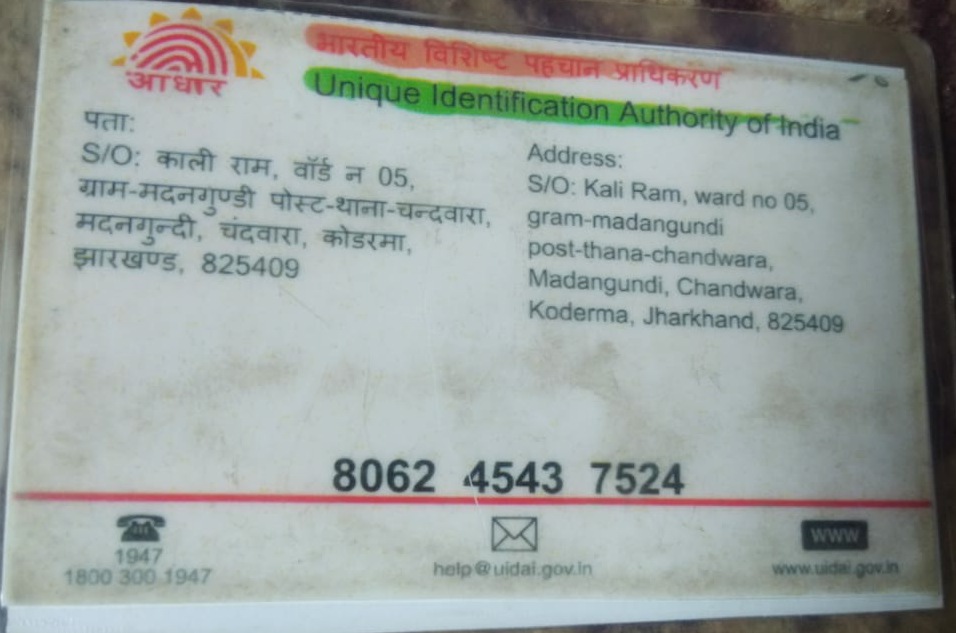 आधार
भारतीय विशिष्ट पहचान प्राधिकरण
Unique Identification Authority of India
पता:
S/O: काली राम, वॉर्ड न 05,
ग्राम-मदनगुण्डी पोस्ट-थाना-चन्दवारा,
मदनगुन्दी, चंदवारा, कोडरमा,
झारखण्ड, 825409
Address:
S/O: Kali Ram, ward no 05,
gram-madangundi
post-thana-chandwara,
Madangundi, Chandwara,
Koderma, Jharkhand, 825409
8062 4543 7524
1947
1800 300 1947
help@uidai.gov.in
www
www.uidai.gov.in